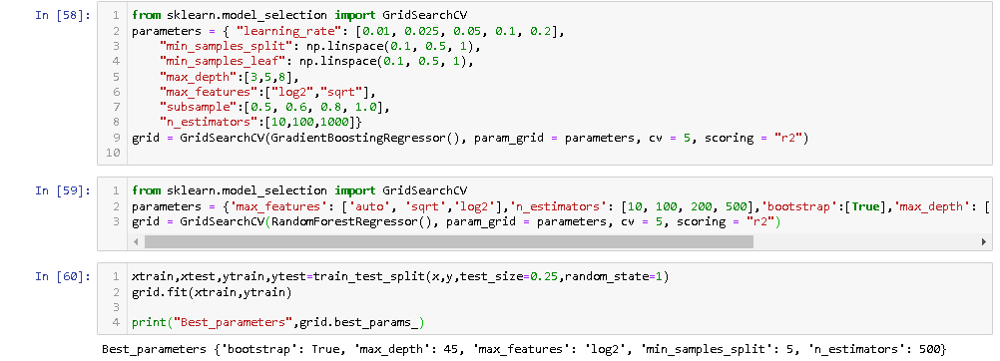 In [58]:
1 from sklearn.model_selection import GridSearchCV
2 parameters = { "learning_rate": [0.01, 0.025, 0.05, 0.1, 0.2],
3     "min_samples_split": np.linspace(0.1, 0.5, 1),
4     "min_samples_leaf": np.linspace(0.1, 0.5, 1),
5     "max_depth":[3,5,8],
6     "max_features":["log2","sqrt"],
7     "subsample":[0.5, 0.6, 0.8, 1.0],
8     "n_estimators":[10,100,1000]}
9 grid = GridSearchCV(GradientBoostingRegressor(), param_grid = parameters, cv = 5, scoring = "r2")
10
In [59]:
1 from sklearn.model_selection import GridSearchCV
2 parameters = {'max_features': ['auto', 'sqrt','log2'],'n_estimators': [10, 100, 200, 500],'bootstrap':[True],'max_depth': [
3 grid = GridSearchCV(RandomForestRegressor(), param_grid = parameters, cv = 5, scoring = "r2")
In [60]:
1 xtrain,xtest,ytrain,ytest=train_test_split(x,y,test_size=0.25,random_state=1)
2 grid.fit(xtrain,ytrain)
3
4 print("Best_parameters",grid.best_params_)
Best_parameters {'bootstrap': True, 'max_depth': 45, 'max_features': 'log2', 'min_samples_split': 5, 'n_estimators': 500}